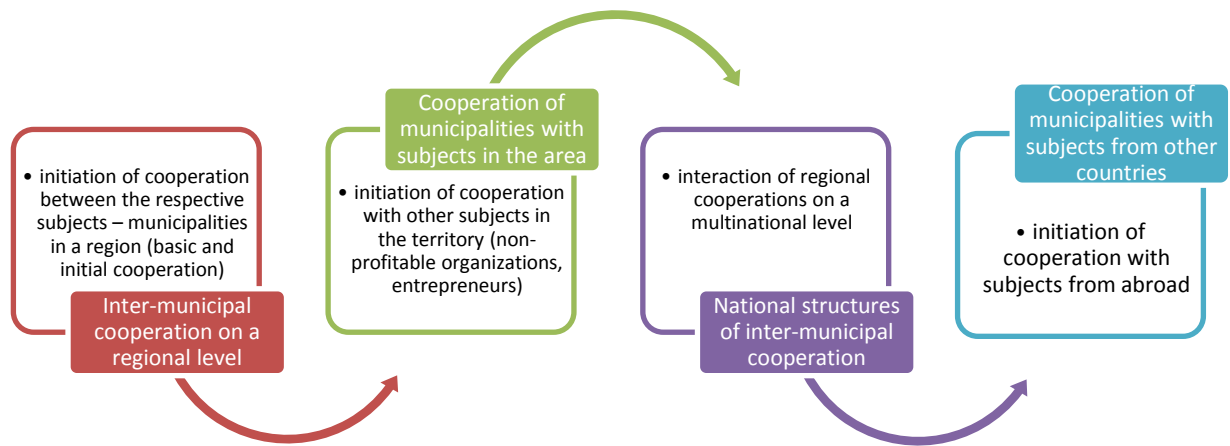 • initiation of cooperation
between the respective
subjects – municipalities
in a region (basic and
initial cooperation)
Inter-municipal
cooperation on a
regional level
Cooperation of
municipalities with
subjects in the area
• initiation of cooperation
with other subjects in
the territory (non-
profitable organizations,
entrepreneurs)
• interaction of regional
cooperations on a
multinational level
National structures
of inter-municipal
cooperation
Cooperation of
municipalities with
subjects from other
countries
• initiation of
cooperation with
subjects from abroad